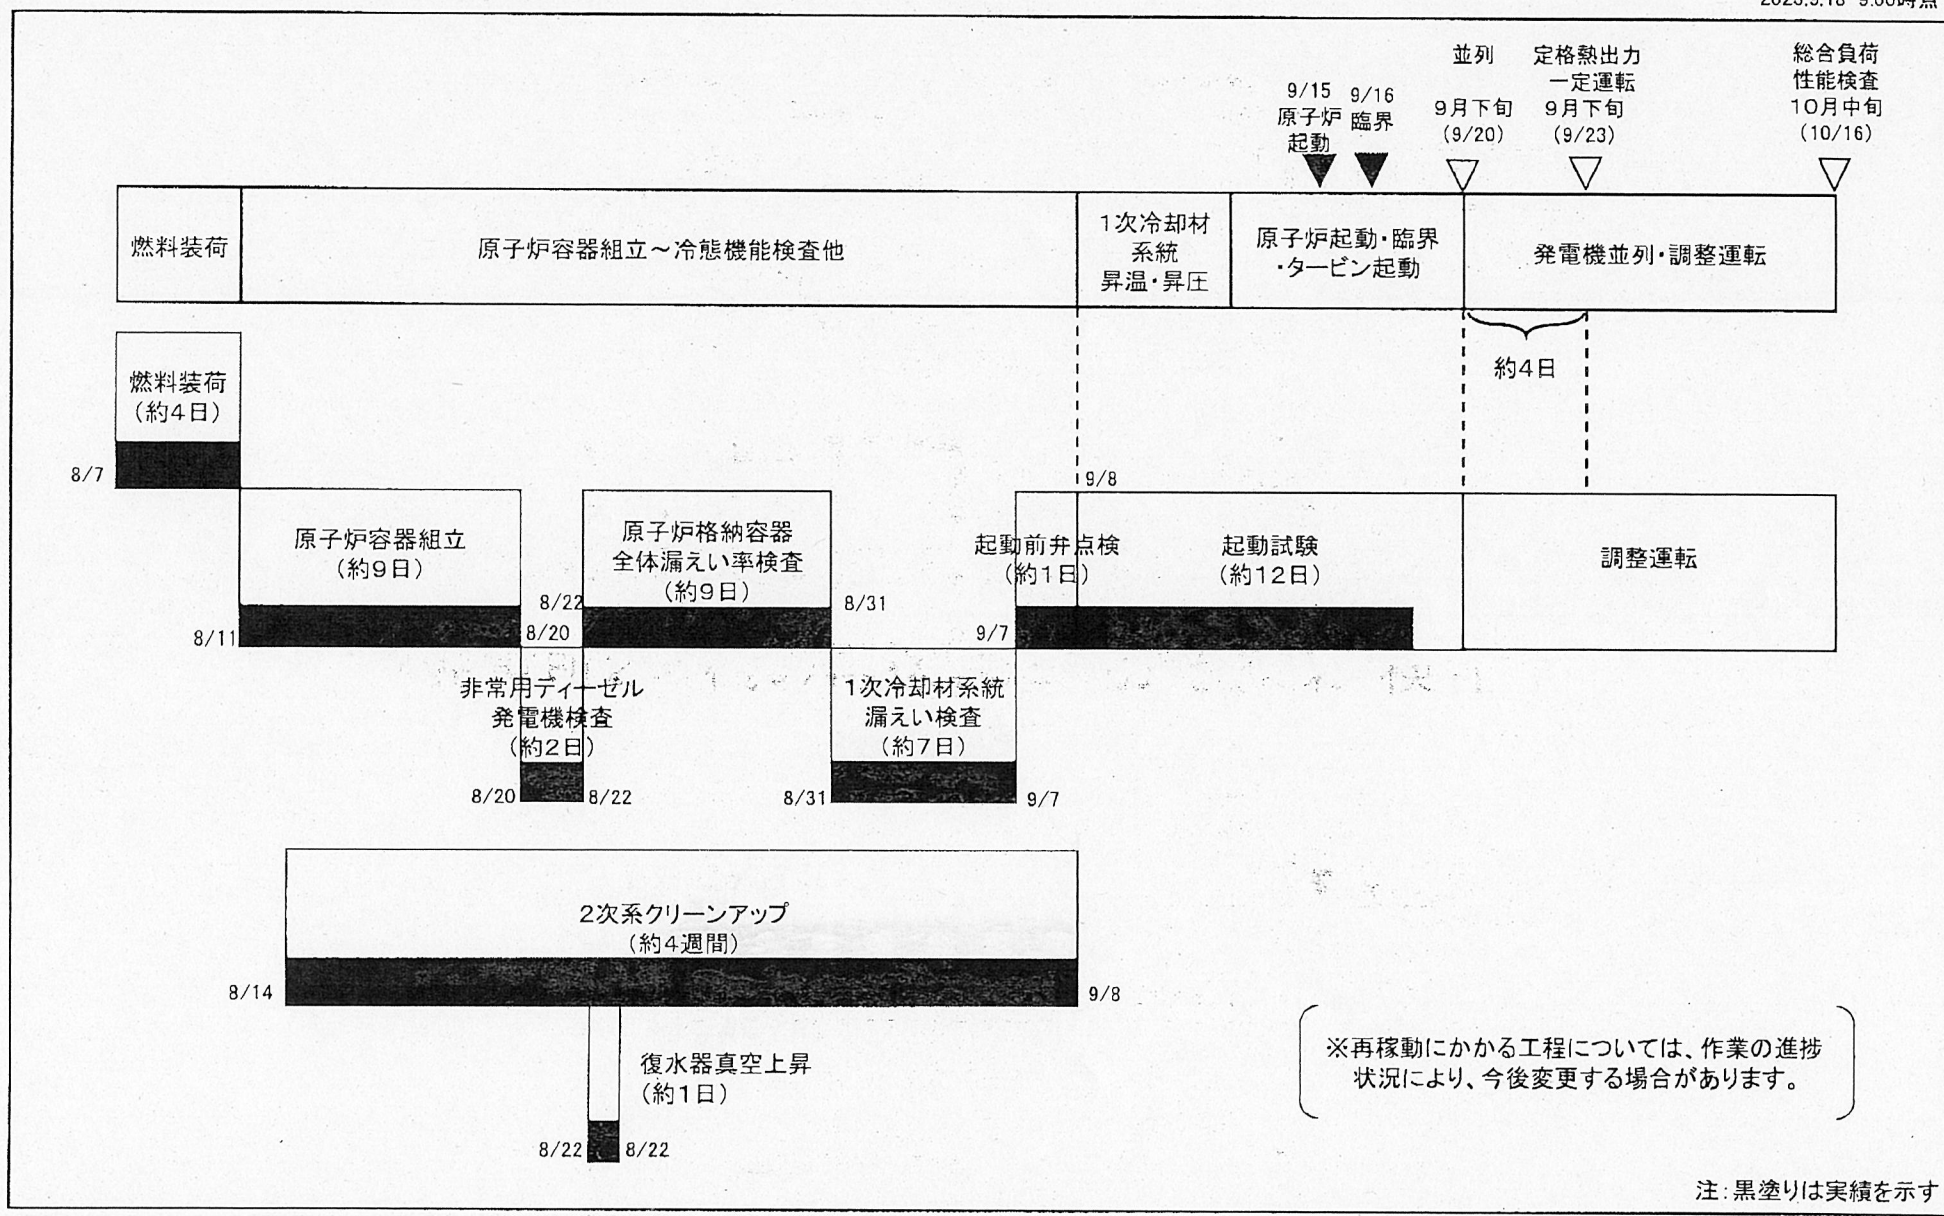 並列
定格熱出力
一定運転
総合負荷
性能検査
9/15
原子炉
起動
9/16
臨界
9月下旬
(9/20)
9月下旬
(9/23)
10月中旬
(10/16)
燃料装荷
原子炉容器組立～冷態機能検査他
1次冷却材
系統
昇温・昇圧
原子炉起動・臨界
・タービン起動
発電機並列・調整運転
約4日
燃料装荷
(約4日)
8/7
9/8
原子炉容器組立
(約9日)
8/11
8/20
8/22
原子炉格納容器
全体漏えい率検査
(約9日)
8/31
起動前弁点検
(約1日)
9/7
起動試験
(約12日)
調整運転
非常用ディーゼル
発電機検査
(約2日)
8/20
8/22
1次冷却材系統
漏えい検査
(約7日)
8/31
9/7
2次系クリーンアップ
(約4週間)
8/14
9/8
復水器真空上昇
(約1日)
8/22
8/22
※再稼動にかかる工程については、作業の進捗
状況により、今後変更する場合があります。
注:黒塗りは実績を示す